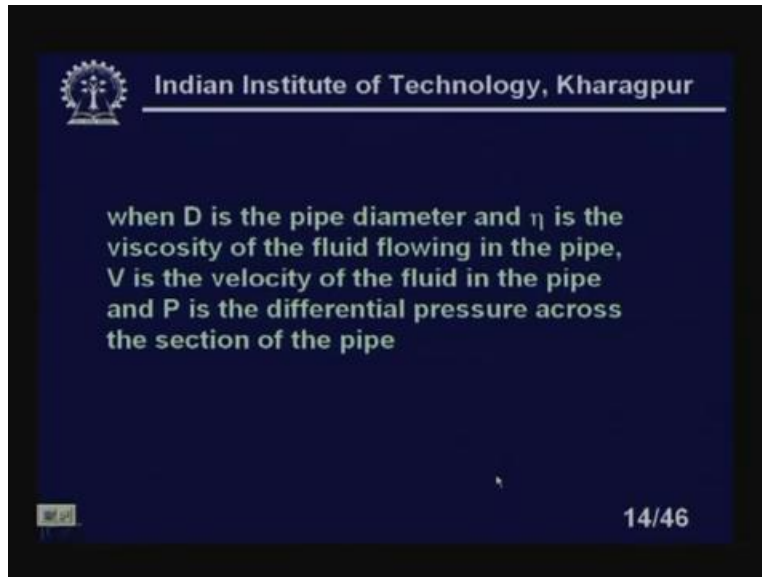 Indian Institute of Technology, Kharagpur
when D is the pipe diameter and η is the
viscosity of the fluid flowing in the pipe,
V is the velocity of the fluid in the pipe
and P is the differential pressure across
the section of the pipe
14/46